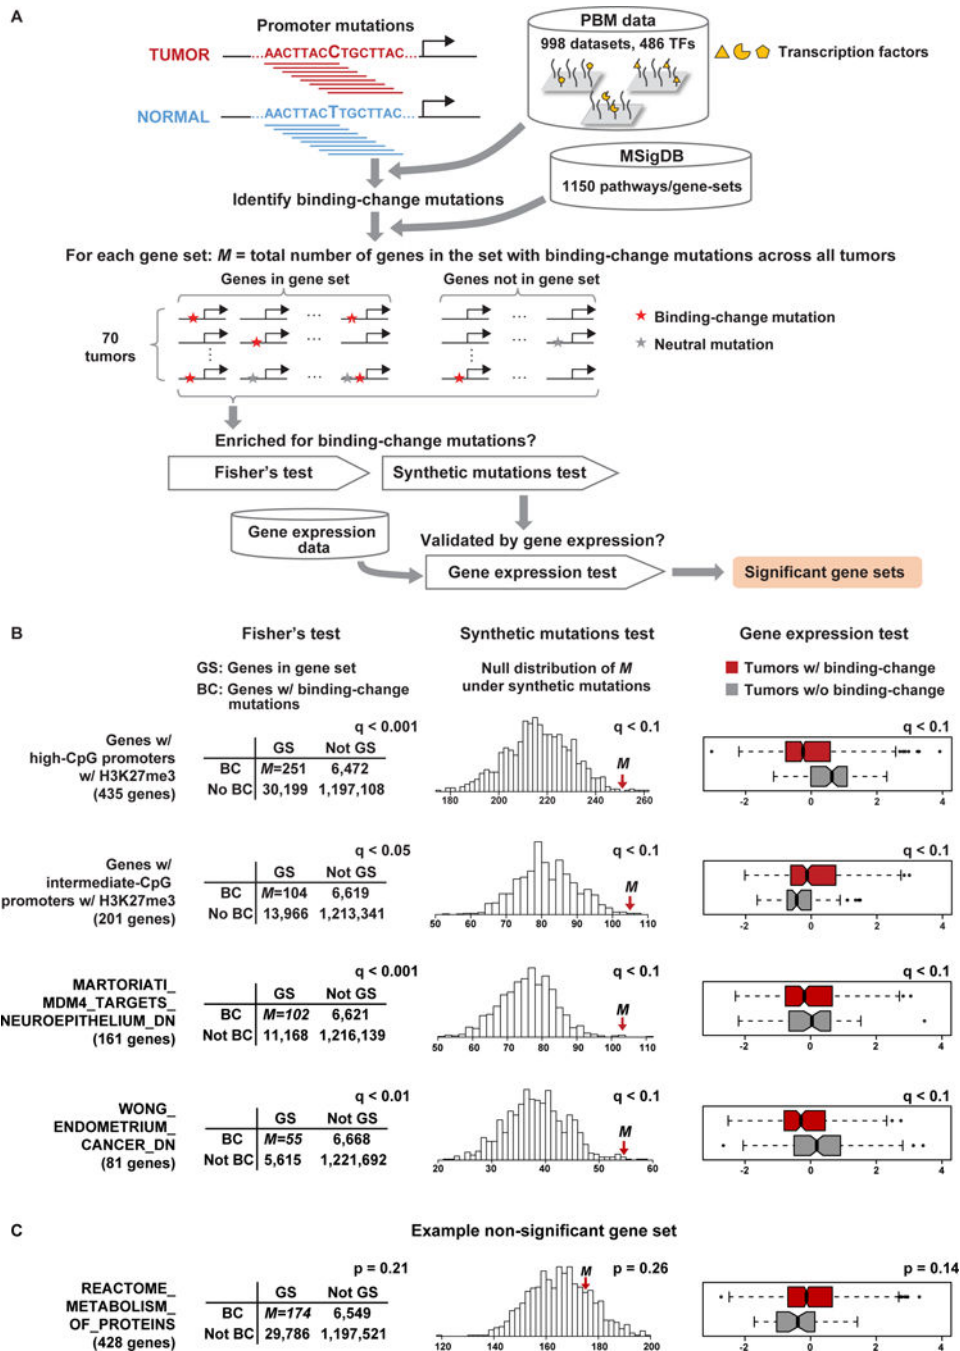 A
Promoter mutations
TUMOR
...AACTTACCTGCTTAC...
NORMAL
...AACTTACTTGCTTAC...
PBM data
998 datasets, 486 TFs
Transcription factors
MSigDB
1150 pathways/gene-sets
Identify binding-change mutations
For each gene set: M = total number of genes in the set with binding-change mutations across all tumors
Genes in gene set
Genes not in gene set
70
tumors
Binding-change mutation
Neutral mutation
Enriched for binding-change mutations?
Fisher's test
Synthetic mutations test
Gene expression
data
Validated by gene expression?
Gene expression test
Significant gene sets
B
Fisher's test
Synthetic mutations test
Gene expression test
GS: Genes in gene set
BC: Genes w/ binding-change
mutations
Null distribution of M
under synthetic mutations
Tumors w/ binding-change
Tumors w/o binding-change
Genes w/
high-CpG promoters
w/ H3K27me3
(435 genes)
q < 0.001
GS Not GS
BC M=251 6,472
No BC 30,199 1,197,108
q < 0.1
M
180 200 220 240 260
q < 0.1
-2 0 2 4
Genes w/
intermediate-CpG
promoters w/ H3K27me3
(201 genes)
q < 0.05
GS Not GS
BC M=104 6,619
No BC 13,966 1,213,341
q < 0.1
M
50 60 70 80 90 100 110
q < 0.1
-2 0 2 4
MARTORIATI_
MDM4_TARGETS_
NEUROEPITHELIUM_DN
(161 genes)
q < 0.001
GS Not GS
BC M=102 6,621
Not BC 11,168 1,216,139
q < 0.1
M
50 60 70 80 90 100 110
q < 0.1
-2 0 2 4
WONG_
ENDOMETRIUM_
CANCER_DN
(81 genes)
q < 0.01
GS Not GS
BC M=55 6,668
Not BC 5,615 1,221,692
q < 0.1
M
20 30 40 50 60
q < 0.1
-2 0 2 4
C
Example non-significant gene set
REACTOME_
METABOLISM_
OF_PROTEINS
(428 genes)
p = 0.21
GS Not GS
BC M=174 6,549
Not BC 29,786 1,197,521
p = 0.26
M
120 140 160 180 200
p = 0.14
-2 0 2 4